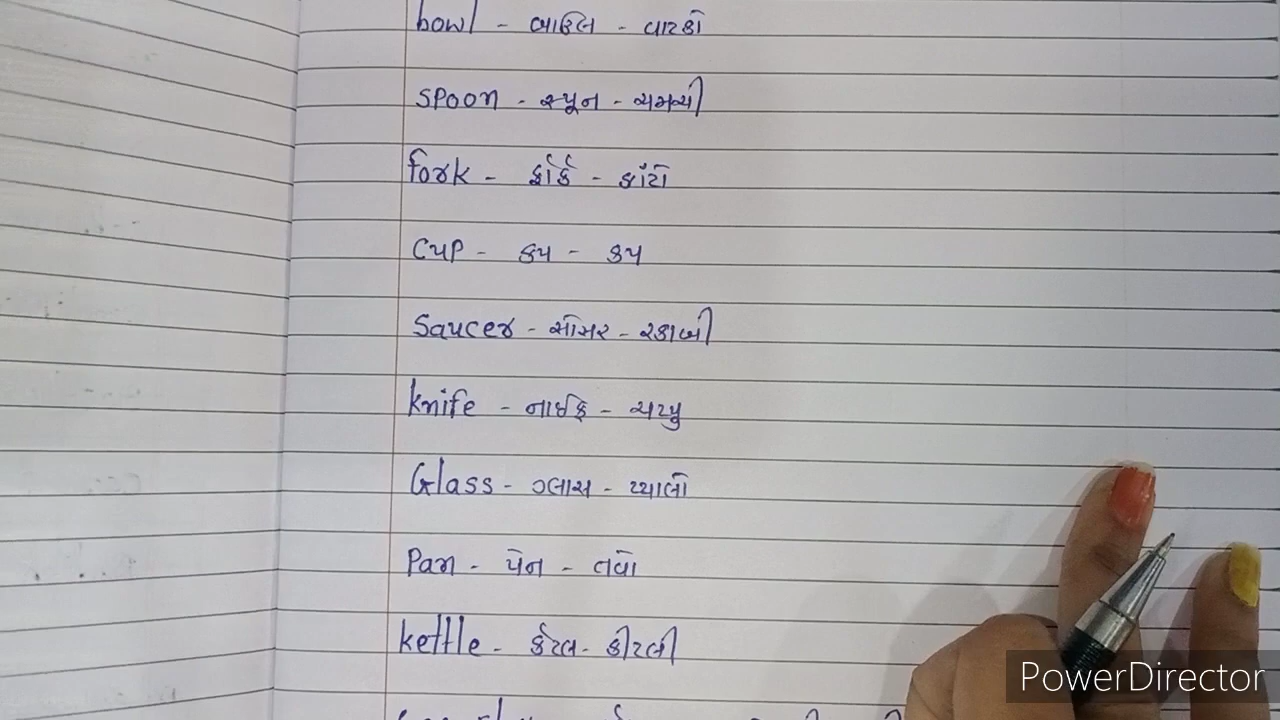 bowl - બાઉલ - વાટકો
spoon - સ્પૂન - ચમચી
fork - ફોર્ક - કાંટો
cup - કપ - કપ
saucer - સોસર - રકાબી
knife - નાઈફ - ચપ્પુ
Glass - ગ્લાસ - પ્યાલો
Pan - પેન - તવો
kettle - કેટલ - કીટલી
PowerDirector